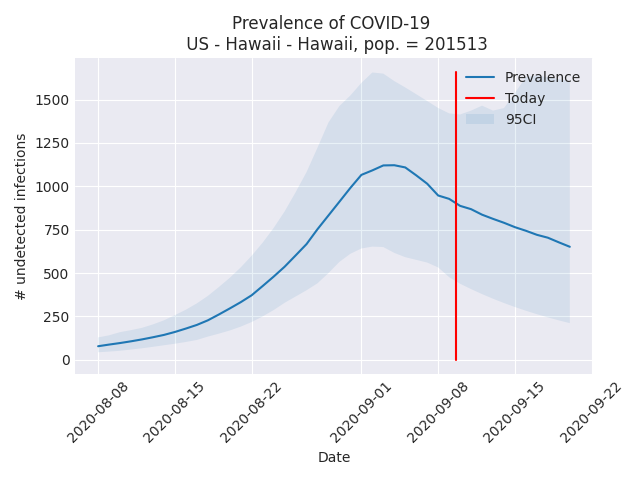 Prevalence of COVID-19
US - Hawaii - Hawaii, pop. = 201513
Prevalence
Today
95CI
# undetected infections
1500
1250
1000
750
500
250
0
2020-08-08
2020-08-15
2020-08-22
2020-09-01
2020-09-08
2020-09-15
2020-09-22
Date